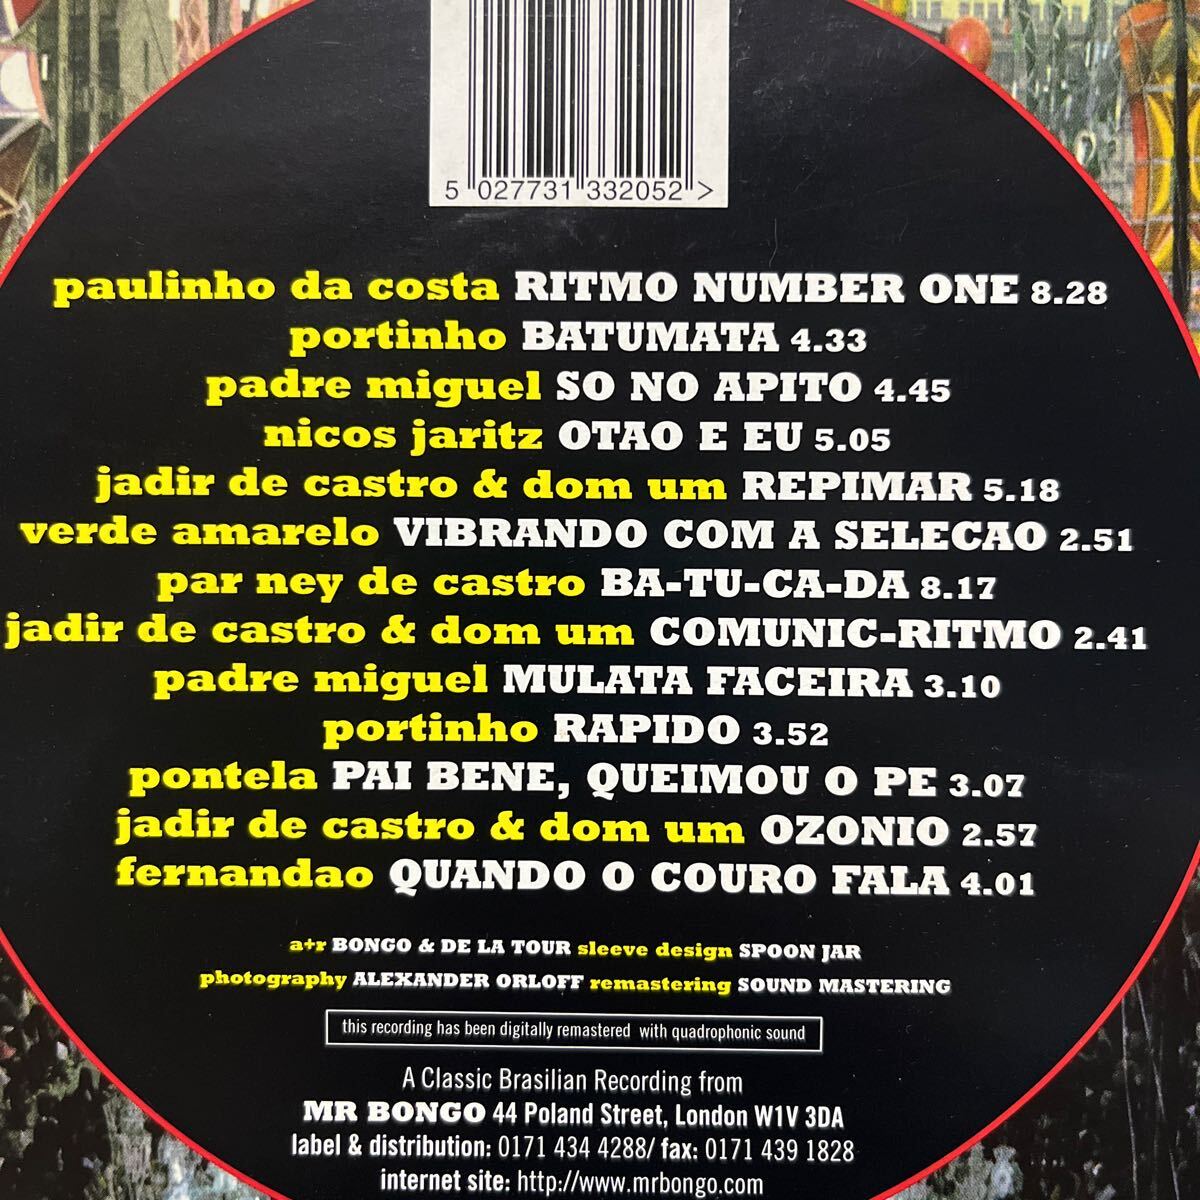 5 027731 332052 >
paulinho da costa RITMO NUMBER ONE 8.28
portinho BATUMATA 4.33
padre miguel SO NO APITO 4.45
nicos jaritz OTAO E EU 5.05
jadir de castro & dom um REPIMAR 5.18
verde amarelo VIBRANDO COM A SELECAO 2.51
par ney de castro BA-TU-CA-DA 8.17
jadir de castro & dom um COMUNIC-RITMO 2.41
padre miguel MULATA FACEIRA 3.10
portinho RAPIDO 3.52
pontela PAI BENE, QUEIMOU O PE 3.07
jadir de castro & dom um OZONIO 2.57
fernandao QUANDO O COURO FALA 4.01
a+r BONGO & DE LA TOUR sleeve design SPOON JAR
photography ALEXANDER ORLOFF remastering SOUND MASTERING
this recording has been digitally remastered with quadrophonic sound
A Classic Brasilian Recording from
MR BONGO 44 Poland Street, London W1V 3DA
label & distribution: 0171 434 4288/ fax: 0171 439 1828
internet site: http://www.mrbongo.com